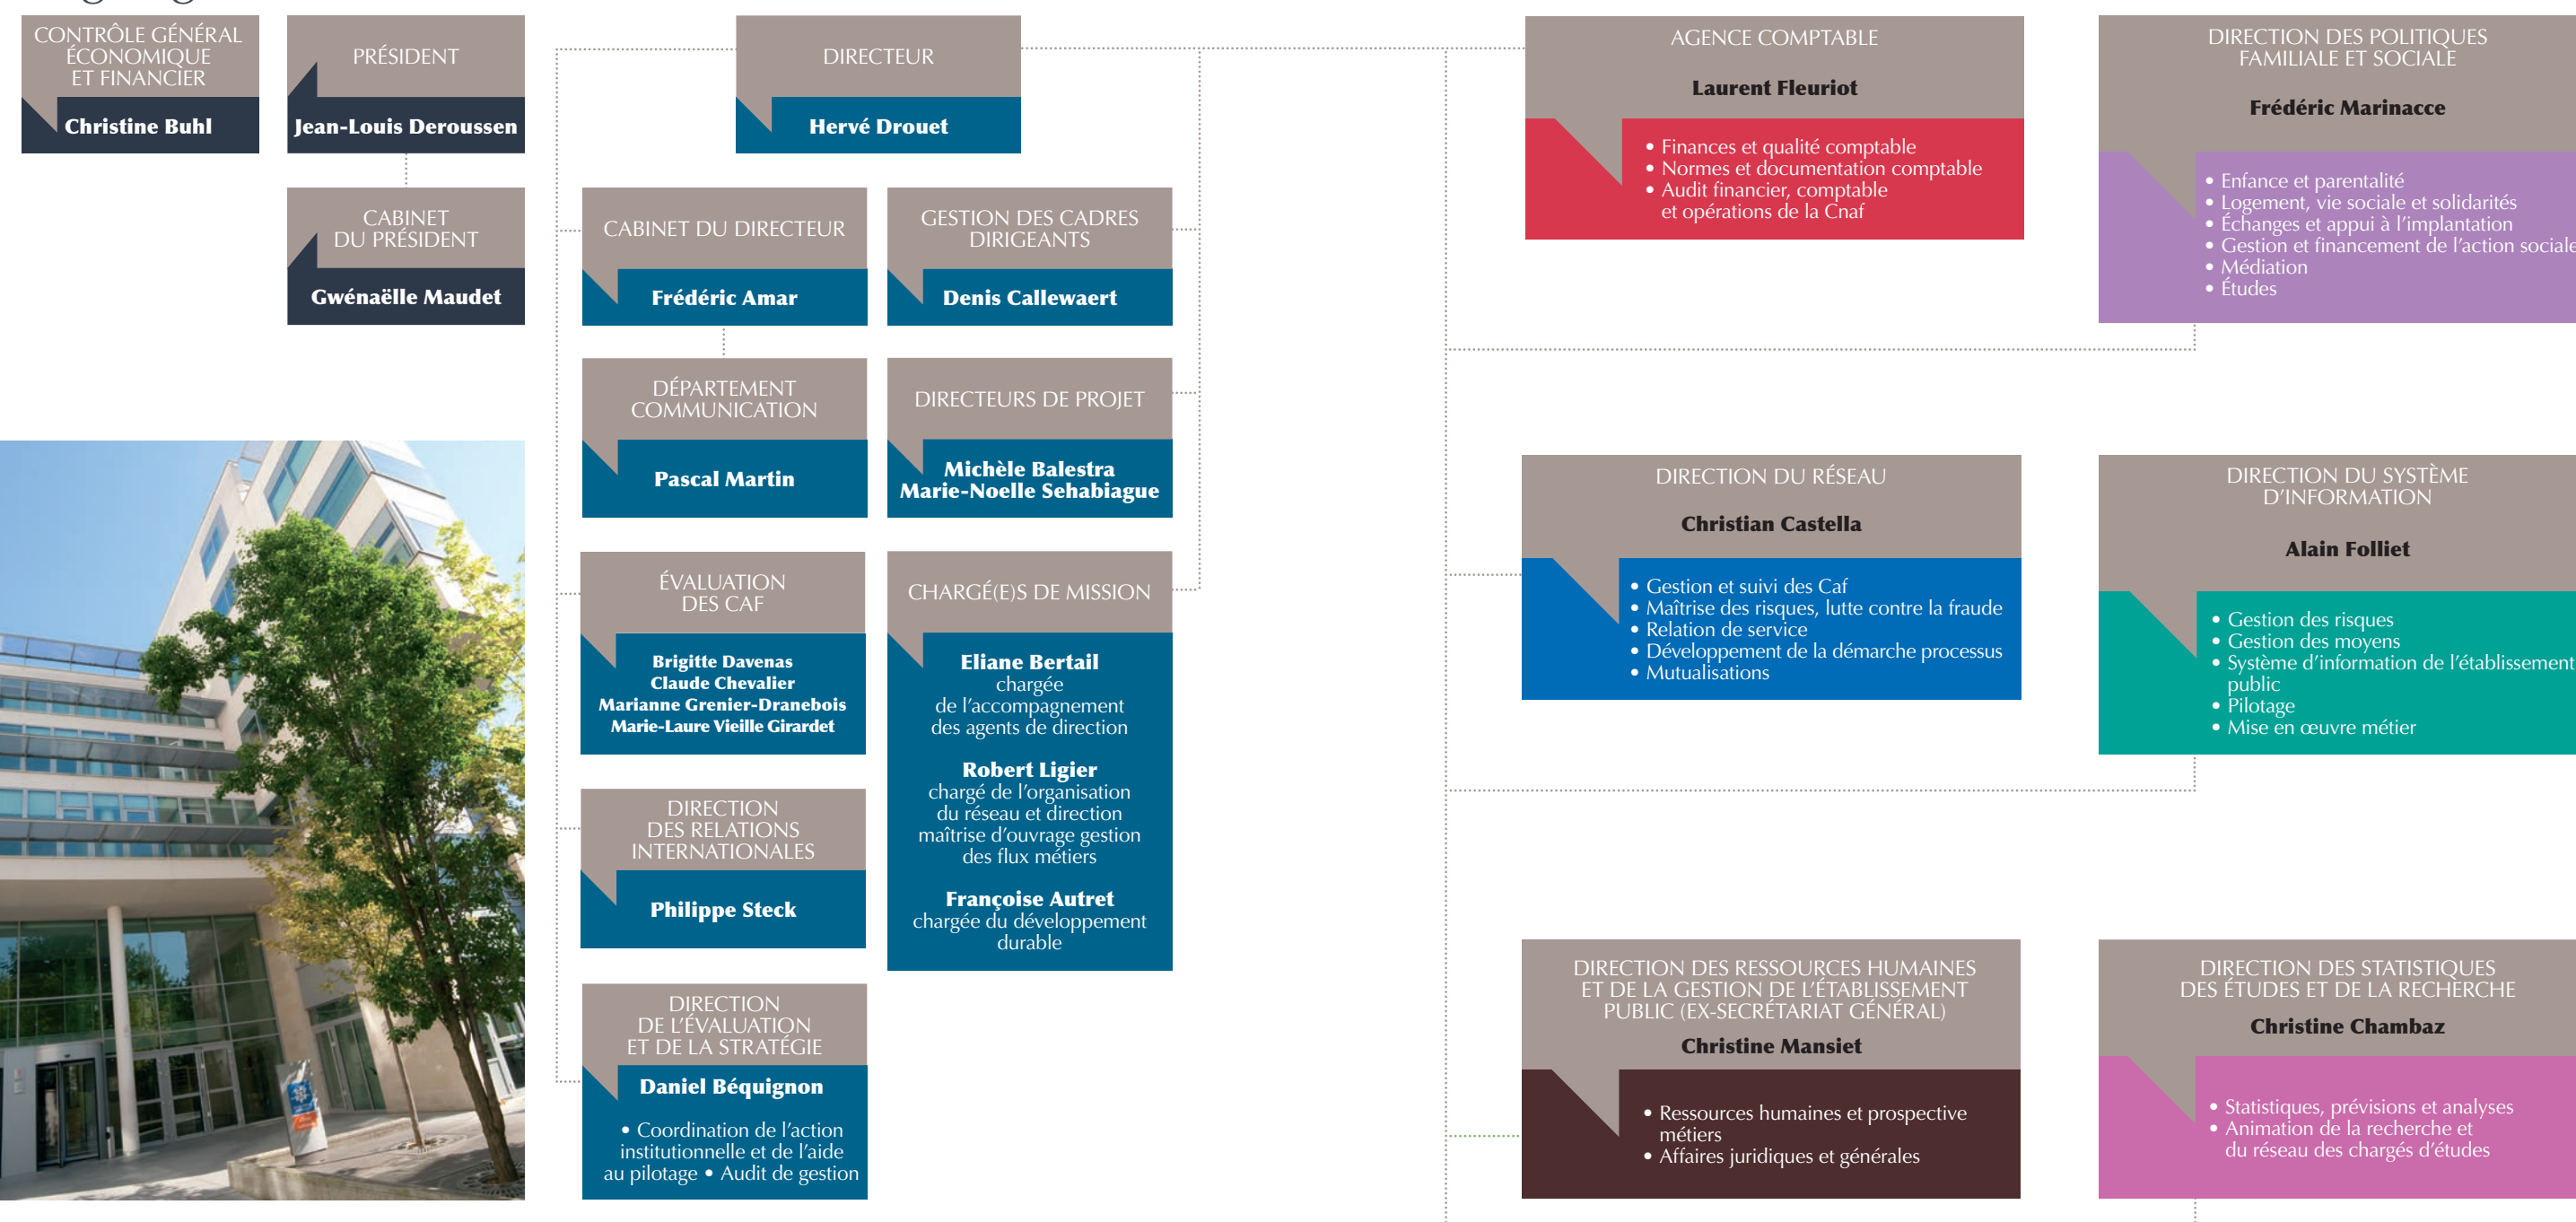 CONTRÔLE GÉNÉRAL
ÉCONOMIQUE
ET FINANCIER
Christine Buhl
PRÉSIDENT
Jean-Louis Deroussen
CABINET
DU PRÉSIDENT
Gwénaëlle Maudet
DIRECTEUR
Hervé Drouet
CABINET DU DIRECTEUR
Frédéric Amar
GESTION DES CADRES
DIRIGEANTS
Denis Callewaert
DÉPARTEMENT
COMMUNICATION
Pascal Martin
DIRECTEURS DE PROJET
Michèle Balestra
Marie-Noelle Sehabiague
ÉVALUATION
DES CAF
Brigitte Davenas
Claude Chevalier
Marianne Grenier-Dranebois
Marie-Laure Vieille Girardet
CHARGÉ(E)S DE MISSION
Eliane Bertail
chargée
de l’accompagnement
des agents de direction
Robert Ligier
chargé de l’organisation
du réseau et direction
maîtrise d’ouvrage gestion
des flux métiers
Françoise Autret
chargée du développement
durable
DIRECTION
DES RELATIONS
INTERNATIONALES
Philippe Steck
DIRECTION
DE L’ÉVALUATION
ET DE LA STRATÉGIE
Daniel Béquignon
• Coordination de l’action
institutionnelle et de l’aide
au pilotage • Audit de gestion
AGENCE COMPTABLE
Laurent Fleuriot
• Finances et qualité comptable
• Normes et documentation comptable
• Audit financier, comptable
et opérations de la Cnaf
DIRECTION DES POLITIQUES
FAMILIALE ET SOCIALE
Frédéric Marinacce
• Enfance et parentalité
• Logement, vie sociale et solidarités
• Échanges et appui à l’implantation
• Gestion et financement de l’action sociale
• Médiation
• Études
DIRECTION DU RÉSEAU
Christian Castella
• Gestion et suivi des Caf
• Maîtrise des risques, lutte contre la fraude
• Relation de service
• Développement de la démarche processus
• Mutualisations
DIRECTION DU SYSTÈME
D’INFORMATION
Alain Folliet
• Gestion des risques
• Gestion des moyens
• Système d’information de l’établissement
public
• Pilotage
• Mise en œuvre métier
DIRECTION DES RESSOURCES HUMAINES
ET DE LA GESTION DE L’ÉTABLISSEMENT
PUBLIC (EX-SECRÉTARIAT GÉNÉRAL)
Christine Mansiet
• Ressources humaines et prospective
métiers
• Affaires juridiques et générales
DIRECTION DES STATISTIQUES
DES ÉTUDES ET DE LA RECHERCHE
Christine Chambaz
• Statistiques, prévisions et analyses
• Animation de la recherche et
du réseau des chargés d’études